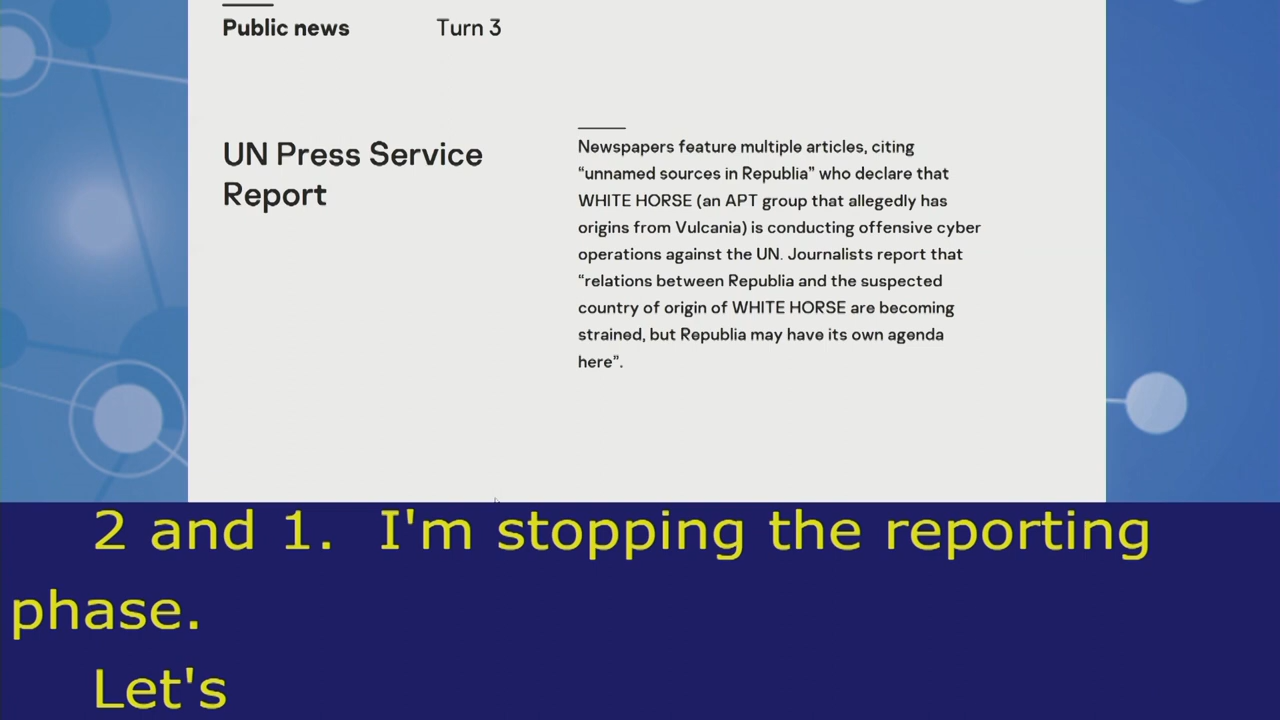 Public news
Turn 3
UN Press Service
Report
Newspapers feature multiple articles, citing
“unnamed sources in Republia” who declare that
WHITE HORSE (an APT group that allegedly has
origins from Vulcania) is conducting offensive cyber
operations against the UN. Journalists report that
“relations between Republia and the suspected
country of origin of WHITE HORSE are becoming
strained, but Republia may have its own agenda
here”.
2 and 1. I'm stopping the reporting
phase.
Let's